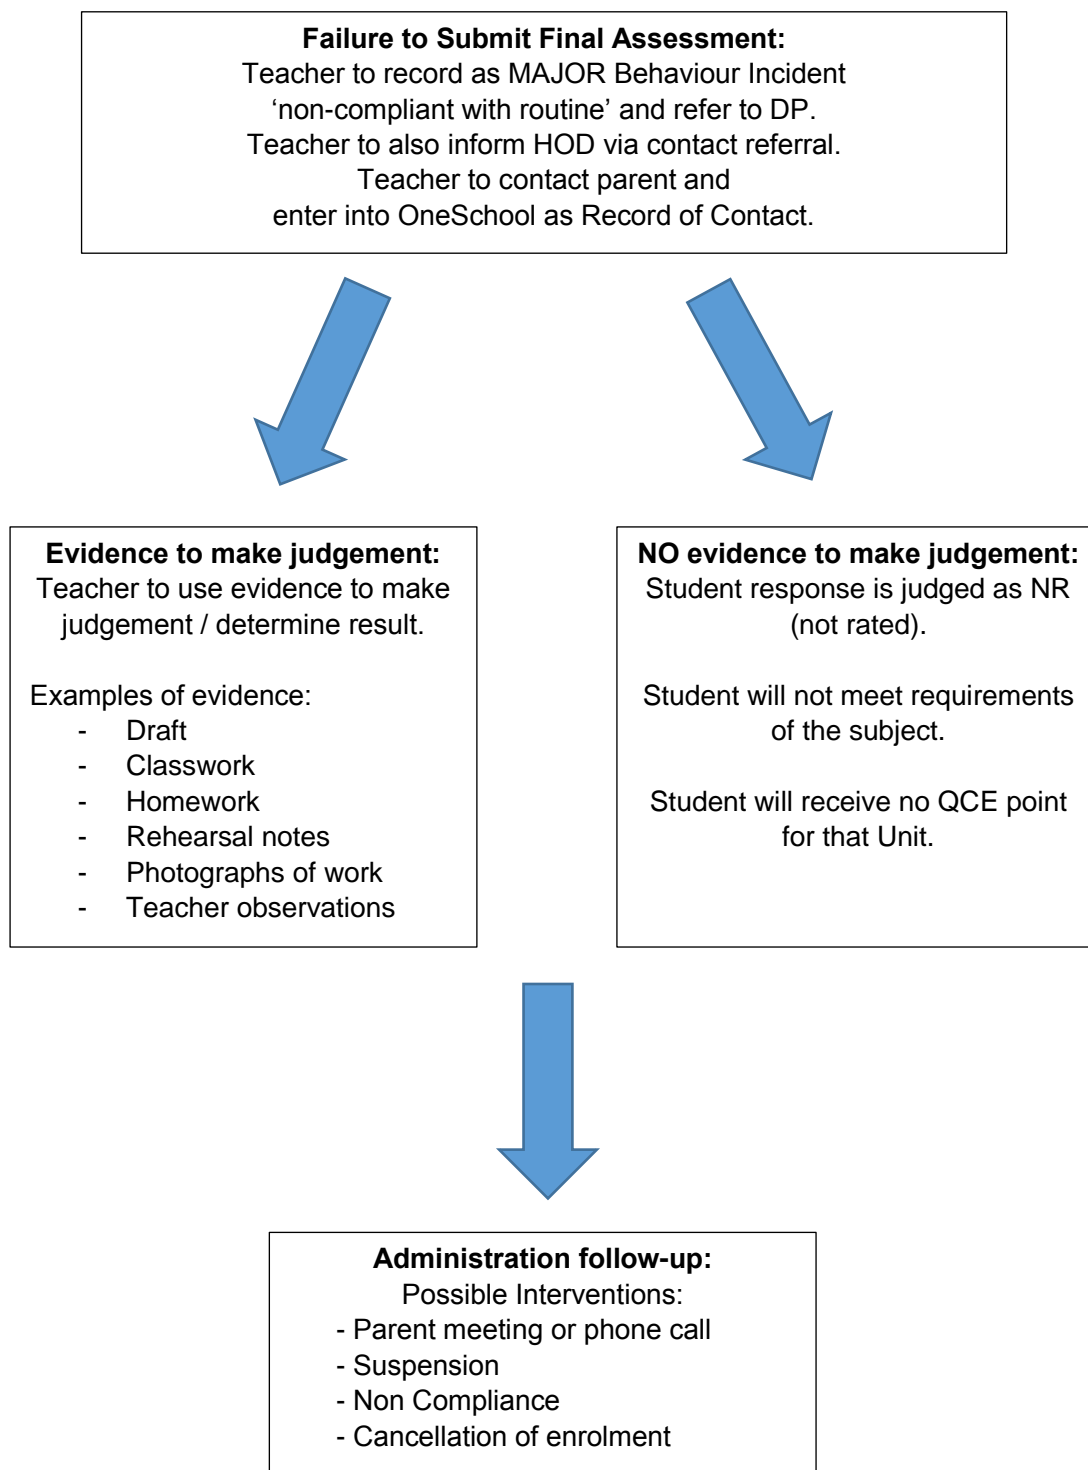 Failure to Submit Final Assessment:
Teacher to record as MAJOR Behaviour Incident
‘non-compliant with routine’ and refer to DP.
Teacher to also inform HOD via contact referral.
Teacher to contact parent and
enter into OneSchool as Record of Contact.
Evidence to make judgement:
Teacher to use evidence to make
judgement / determine result.
Examples of evidence:
- Draft
- Classwork
- Homework
- Rehearsal notes
- Photographs of work
- Teacher observations
NO evidence to make judgement:
Student response is judged as NR
(not rated).
Student will not meet requirements
of the subject.
Student will receive no QCE point
for that Unit.
Administration follow-up:
Possible Interventions:
- Parent meeting or phone call
- Suspension
- Non Compliance
- Cancellation of enrolment